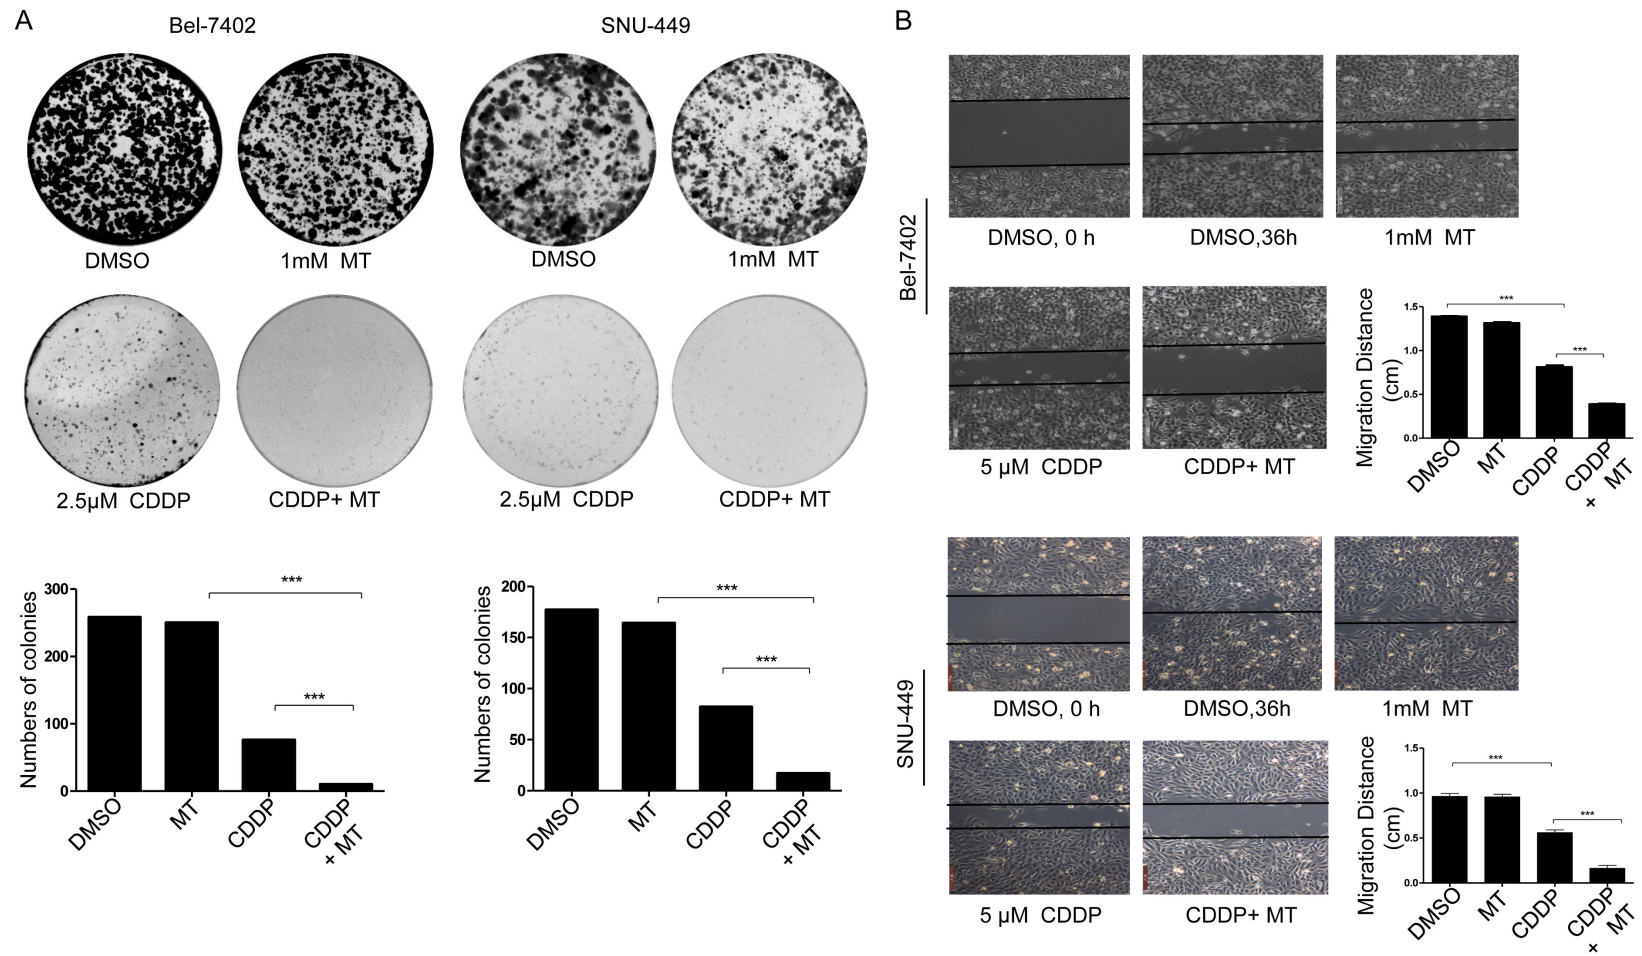 A
Bel-7402
SNU-449
DMSO
1mM MT
DMSO
1mM MT
2.5µM CDDP
CDDP+ MT
2.5µM CDDP
CDDP+ MT
Numbers of colonies
300
200
100
0
***
***
DMSO
MT
CDDP
CDDP
+ MT
Numbers of colonies
200
150
100
50
0
***
***
DMSO
MT
CDDP
CDDP
+ MT
B
Bel-7402
DMSO, 0 h
DMSO,36h
1mM MT
5 µM CDDP
CDDP+ MT
Migration Distance
(cm)
1.5
1.0
0.5
0.0
***
***
DMSO
MT
CDDP
CDDP
+ MT
SNU-449
DMSO, 0 h
DMSO,36h
1mM MT
5 µM CDDP
CDDP+ MT
Migration Distance
(cm)
1.5
1.0
0.5
0.0
***
***
DMSO
MT
CDDP
CDDP
+ MT